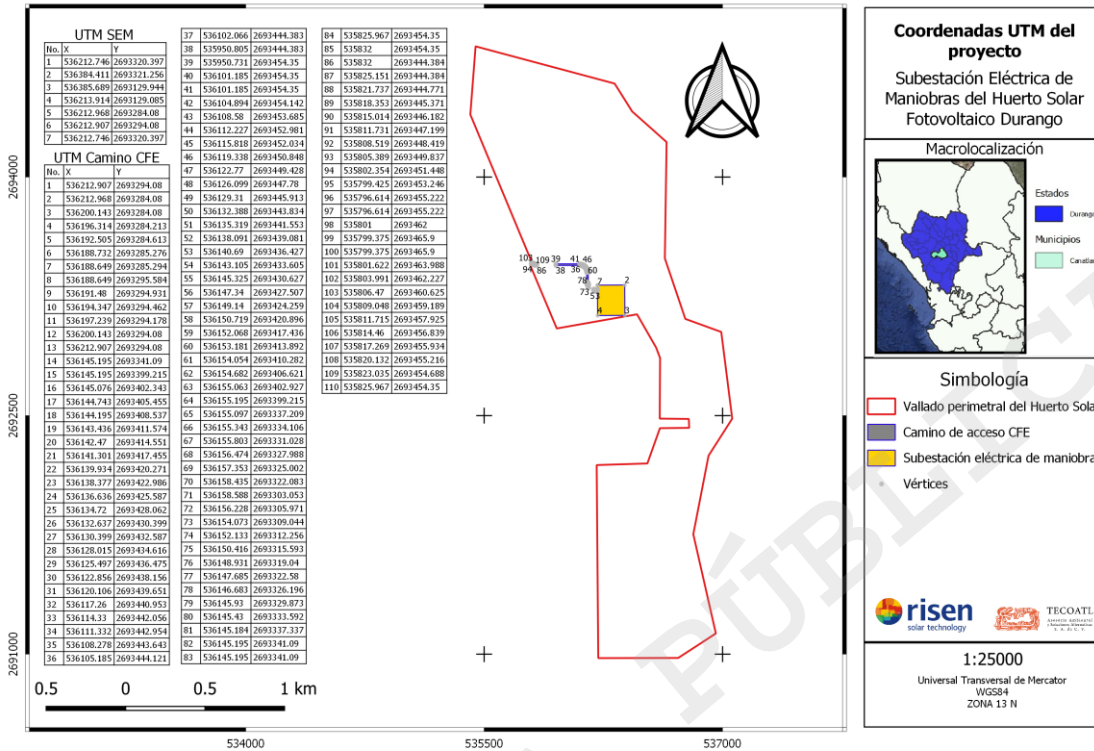 UTM SEM
No. X Y
1 536212.746 2693320.397
2 536384.411 2693321.256
3 536385.689 2693129.944
4 536213.914 2693129.085
5 536212.968 2693284.08
6 536212.907 2693294.08
7 536212.746 2693320.397
UTM Camino CFE
No. X Y
1 536212.907 2693294.08
2 536212.968 2693284.08
3 536200.143 2693284.08
4 536196.314 2693284.213
5 536192.505 2693284.613
6 536188.732 2693285.276
7 536188.649 2693285.294
8 536188.649 2693295.584
9 536191.48 2693294.931
10 536194.347 2693294.462
11 536197.239 2693294.178
12 536200.143 2693294.08
13 536212.907 2693294.08
14 536145.195 2693341.09
15 536145.195 2693399.215
16 536145.076 2693402.343
17 536144.743 2693405.455
18 536144.195 2693408.537
19 536143.436 2693411.574
20 536142.47 2693414.551
21 536141.301 2693417.455
22 536139.934 2693420.271
23 536138.377 2693422.986
24 536136.636 2693425.587
25 536134.72 2693428.062
26 536132.637 2693430.399
27 536130.399 2693432.587
28 536128.015 2693434.616
29 536125.497 2693436.475
30 536122.856 2693438.156
31 536120.106 2693439.651
32 536117.26 2693440.953
33 536114.33 2693442.056
34 536111.332 2693442.954
35 536108.278 2693443.643
36 536105.185 2693444.121
37 536102.066 2693444.383
38 535950.805 2693444.383
39 535950.731 2693454.35
40 536101.185 2693454.35
41 536101.185 2693454.35
42 536104.894 2693454.142
43 536108.58 2693453.685
44 536112.227 2693452.981
45 536115.818 2693452.034
46 536119.338 2693450.848
47 536122.77 2693449.428
48 536126.099 2693447.78
49 536129.31 2693445.913
50 536132.388 2693443.834
51 536135.319 2693441.553
52 536138.091 2693439.081
53 536140.69 2693436.427
54 536143.105 2693433.605
55 536145.325 2693430.627
56 536147.34 2693427.507
57 536149.14 2693424.259
58 536150.719 2693420.896
59 536152.068 2693417.436
60 536153.181 2693413.892
61 536154.054 2693410.282
62 536154.682 2693406.621
63 536155.063 2693402.927
64 536155.195 2693399.215
65 536155.097 2693337.209
66 536155.343 2693334.106
67 536155.803 2693331.028
68 536156.474 2693327.988
69 536157.353 2693325.002
70 536158.435 2693322.083
71 536158.588 2693303.053
72 536156.228 2693305.971
73 536154.073 2693309.044
74 536152.133 2693312.256
75 536150.416 2693315.593
76 536148.931 2693319.04
77 536147.685 2693322.58
78 536146.683 2693326.196
79 536145.93 2693329.873
80 536145.43 2693333.592
81 536145.184 2693337.337
82 536145.195 2693341.09
83 536145.195 2693341.09
84 535825.967 2693454.35
85 535832 2693454.35
86 535832 2693444.384
87 535825.151 2693444.384
88 535821.737 2693444.771
89 535818.353 2693445.371
90 535815.014 2693446.182
91 535811.731 2693447.199
92 535808.519 2693448.419
93 535805.389 2693449.837
94 535802.354 2693451.448
95 535799.425 2693453.246
96 535796.614 2693455.222
97 535796.614 2693455.222
98 535801 2693462
99 535799.375 2693465.9
100 535799.375 2693465.9
101 535801.622 2693463.988
102 535803.991 2693462.227
103 535806.47 2693460.625
104 535809.048 2693459.189
105 535811.715 2693457.925
106 535814.46 2693456.839
107 535817.269 2693455.934
108 535820.132 2693455.216
109 535823.035 2693454.688
110 535825.967 2693454.35
103 109 39 41 46
94 86 38 36 60
78
73 53 7 2
4 3
2694000
2692500
2691000
0.5 0 0.5 1 km
534000 535500 537000
Coordenadas UTM del
proyecto
Subestación Eléctrica de
Maniobras del Huerto Solar
Fotovoltaico Durango
Macrolocalización
Estados
Durango
Municipios
Canatlas
Simbología
Vallado perimetral del Huerto Sola
Camino de acceso CFE
Subestación eléctrica de maniobra
Vértices
risen
solar technology
TECOATL
1:25000
Universal Transversal de Mercator
WGS84
ZONA 13 N
PÚBLICA